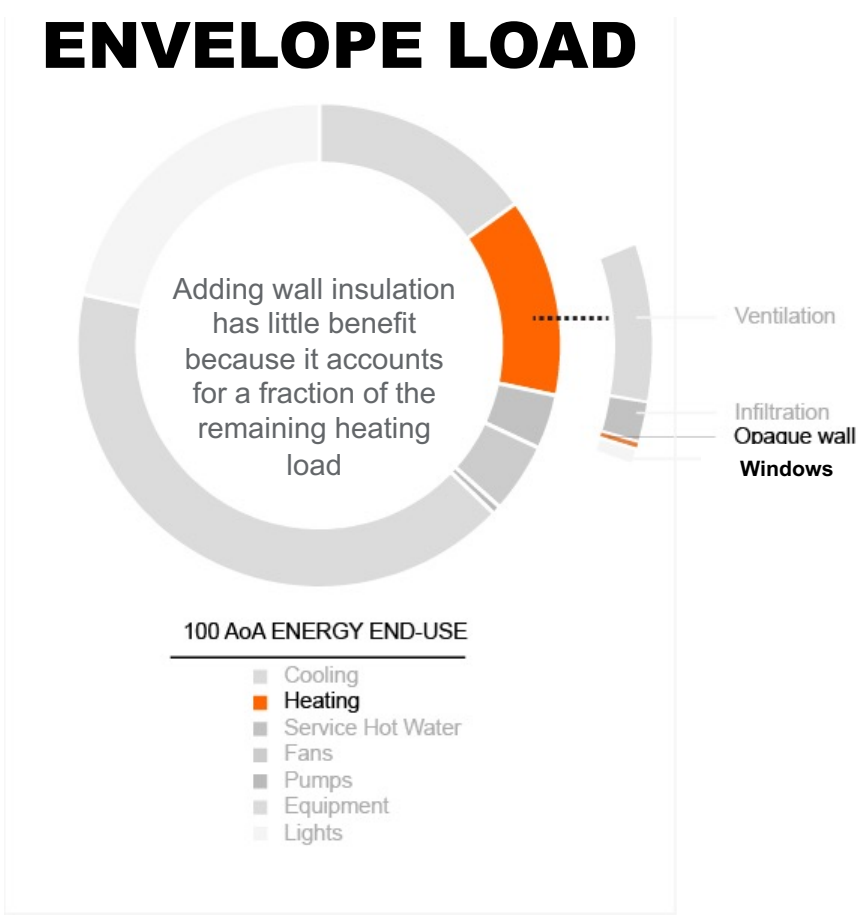 ENVELOPE LOAD
Adding wall insulation
has little benefit
because it accounts
for a fraction of the
remaining heating
load
Ventilation
Infiltration
Opaque wall
Windows
100 AoA ENERGY END-USE
Cooling
Heating
Service Hot Water
Fans
Pumps
Equipment
Lights